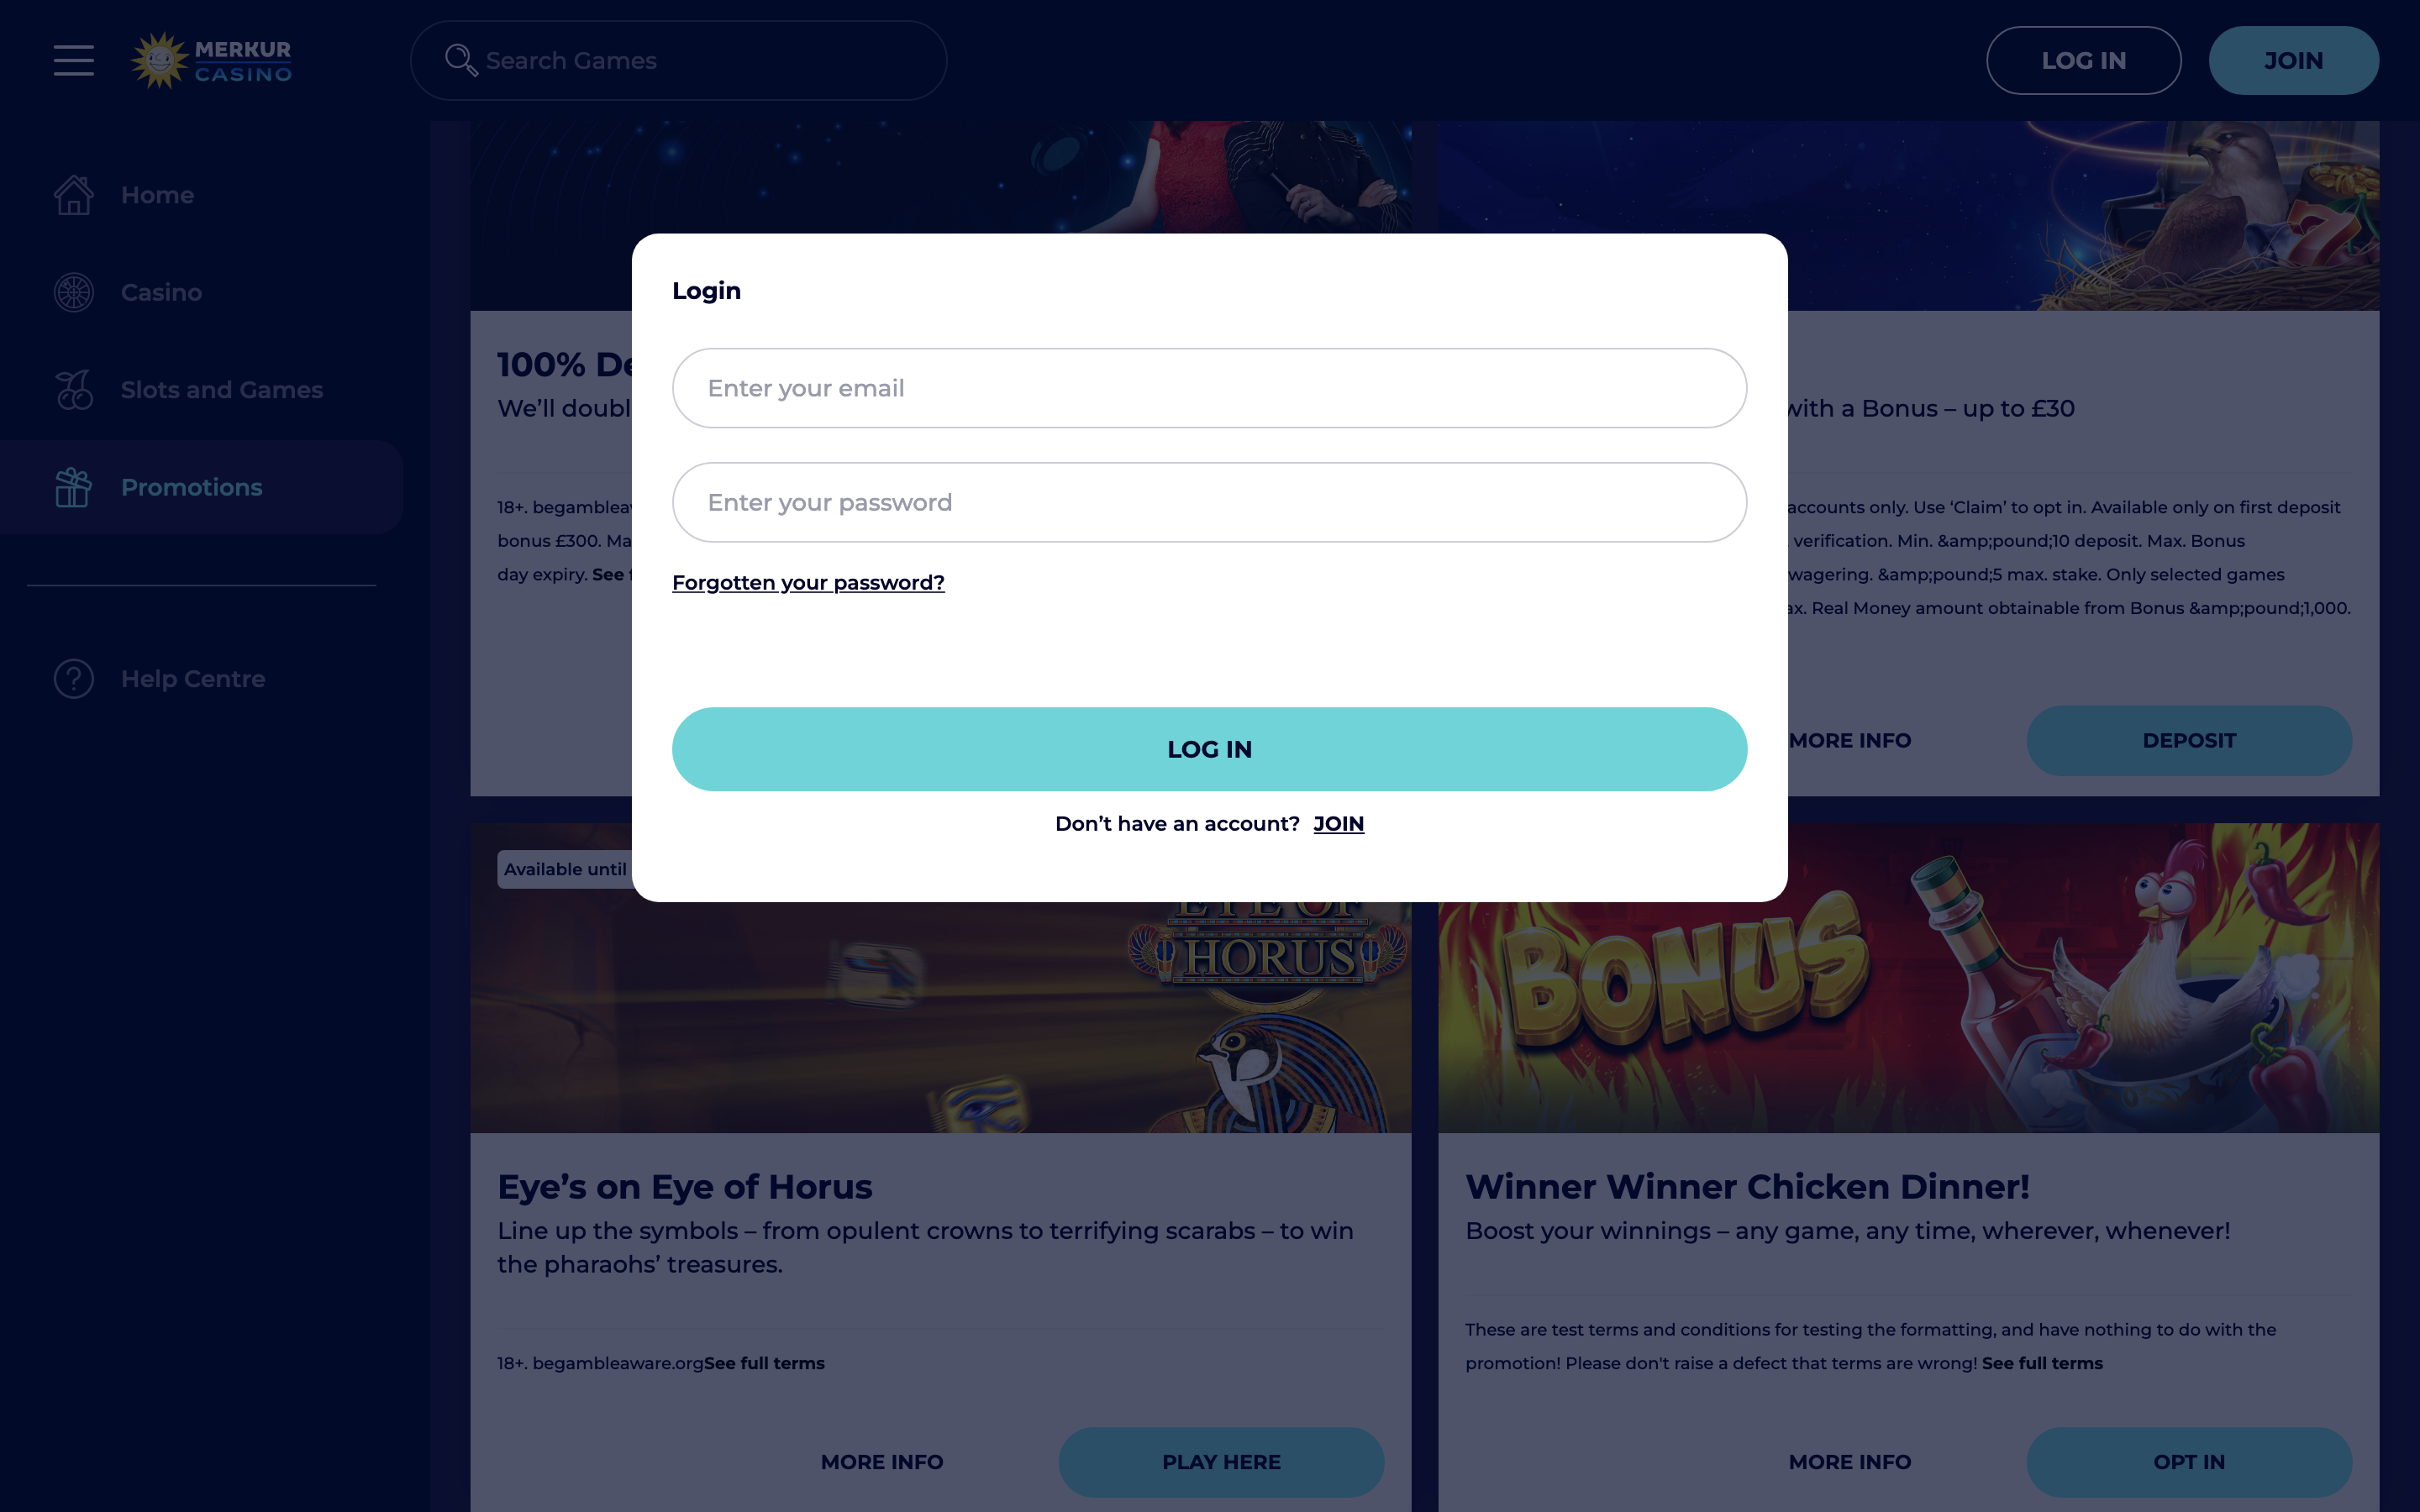 MERKUR
CASINO
Search Games
LOG IN
JOIN
Home
Casino
Slots and Games
Promotions
Help Centre
Login
Enter your email
Enter your password
Forgotten your password?
LOG IN
Don’t have an account? JOIN
100% De
We’ll doubl
18+. begamblea
bonus £300. Ma
day expiry. See
with a Bonus – up to £30
accounts only. Use ‘Claim’ to opt in. Available only on first deposit
verification. Min. &amp;pound;10 deposit. Max. Bonus
wagering. &amp;pound;5 max. stake. Only selected games
ax. Real Money amount obtainable from Bonus &amp;pound;1,000.
MORE INFO
DEPOSIT
Available until
EYE OF
HORUS
Eye’s on Eye of Horus
Line up the symbols – from opulent crowns to terrifying scarabs – to win
the pharaohs’ treasures.
18+. begambleaware.orgSee full terms
MORE INFO
PLAY HERE
BONUS
Winner Winner Chicken Dinner!
Boost your winnings – any game, any time, wherever, whenever!
These are test terms and conditions for testing the formatting, and have nothing to do with the
promotion! Please don't raise a defect that terms are wrong! See full terms
MORE INFO
OPT IN